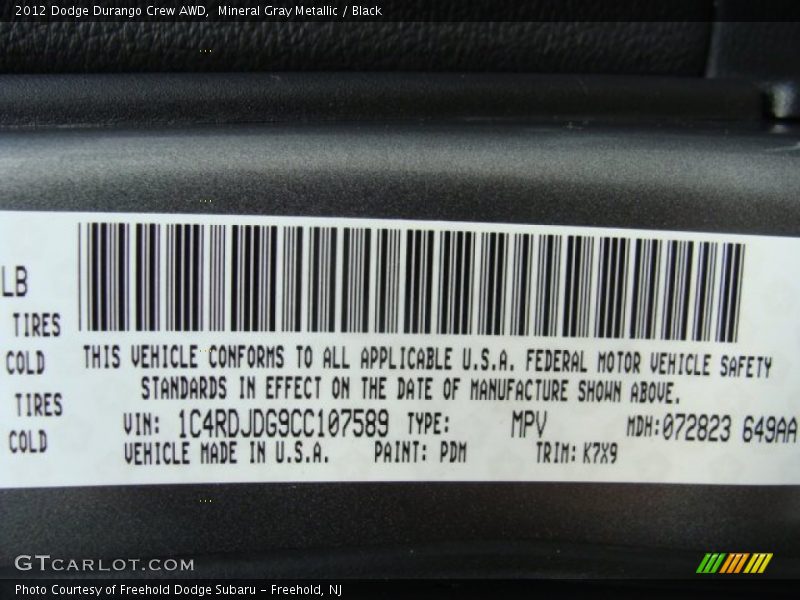 2012 Dodge Durango Crew AWD,  Mineral Gray Metallic / Black
LB
TIRES
COLD
TIRES
COLD
THIS VEHICLE CONFORMS TO ALL APPLICABLE U.S.A. FEDERAL MOTOR VEHICLE SAFETY
STANDARDS IN EFFECT ON THE DATE OF MANUFACTURE SHOWN ABOVE.
VIN: 1C4RDJDG9CC107589 TYPE: MPV MDH:072823 649AA
VEHICLE MADE IN U.S.A. PAINT: PDM TRIM: K7X9
GTCARLOT.COM
Photo Courtesy of Freehold Dodge Subaru - Freehold, NJ